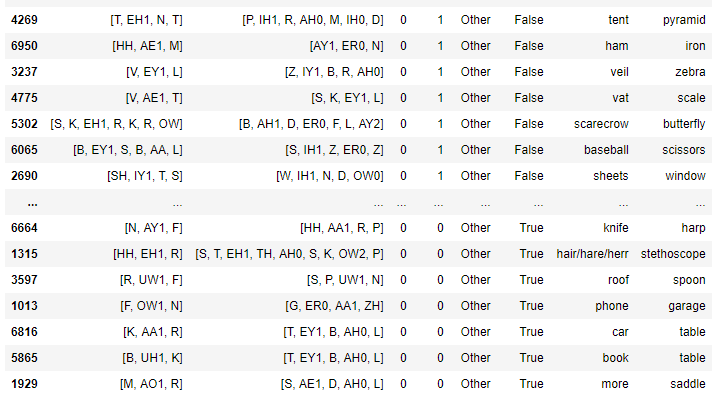 4269 [T, EH1, N, T] [P, IH1, R, AH0, M, IH0, D] 0 1 Other False tent pyramid
6950 [HH, AE1, M] [AY1, ER0, N] 0 1 Other False ham iron
3237 [V, EY1, L] [Z, IY1, B, R, AH0] 0 1 Other False veil zebra
4775 [V, AE1, T] [S, K, EY1, L] 0 1 Other False vat scale
5302 [S, K, EH1, R, K, R, OW] [B, AH1, D, ER0, F, L, AY2] 0 1 Other False scarecrow butterfly
6065 [B, EY1, S, B, AA, L] [S, IH1, Z, ER0, Z] 0 1 Other False baseball scissors
2690 [SH, IY1, T, S] [W, IH1, N, D, OW0] 0 1 Other False sheets window
... ... ... ... ... ... ... ... ...
6664 [N, AY1, F] [HH, AA1, R, P] 0 0 Other True knife harp
1315 [HH, EH1, R] [S, T, EH1, TH, AH0, S, K, OW2, P] 0 0 Other True hair/hare/herr stethoscope
3597 [R, UW1, F] [S, P, UW1, N] 0 0 Other True roof spoon
1013 [F, OW1, N] [G, ER0, AA1, ZH] 0 0 Other True phone garage
6816 [K, AA1, R] [T, EY1, B, AH0, L] 0 0 Other True car table
5865 [B, UH1, K] [T, EY1, B, AH0, L] 0 0 Other True book table
1929 [M, AO1, R] [S, AE1, D, AH0, L] 0 0 Other True more saddle